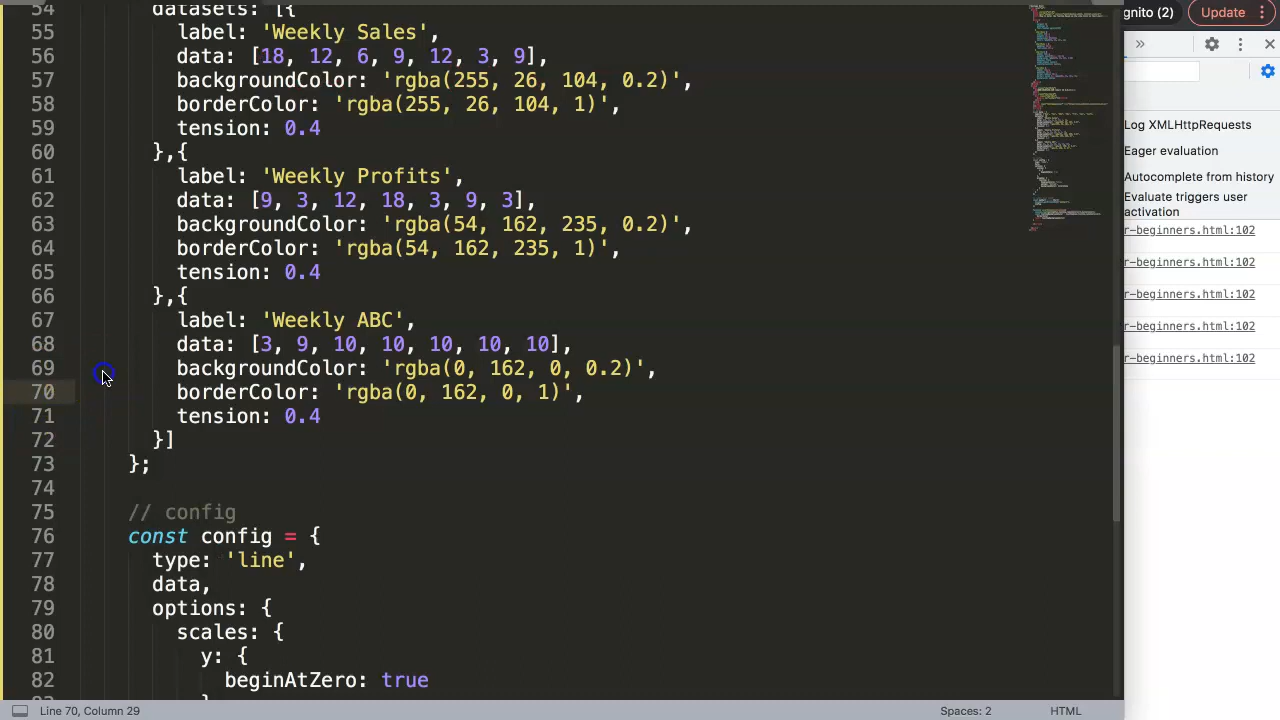 54 datasets: [{
55 label: 'Weekly Sales',
56 data: [18, 12, 6, 9, 12, 3, 9],
57 backgroundColor: 'rgba(255, 26, 104, 0.2)',
58 borderColor: 'rgba(255, 26, 104, 1)',
59 tension: 0.4
60 },{
61 label: 'Weekly Profits',
62 data: [9, 3, 12, 18, 3, 9, 3],
63 backgroundColor: 'rgba(54, 162, 235, 0.2)',
64 borderColor: 'rgba(54, 162, 235, 1)',
65 tension: 0.4
66 },{
67 label: 'Weekly ABC',
68 data: [3, 9, 10, 10, 10, 10, 10],
69 backgroundColor: 'rgba(0, 162, 0, 0.2)',
70 borderColor: 'rgba(0, 162, 0, 1)',
71 tension: 0.4
72 }]
73 };
74
75 // config
76 const config = {
77 type: 'line',
78 data,
79 options: {
80 scales: {
81 y: {
82 beginAtZero: true
Line 70, Column 29
Spaces: 2
HTML
gnito (2)
Update
»
Log XMLHttpRequests
Eager evaluation
Autocomplete from history
Evaluate triggers user
activation
r-beginners.html:102
r-beginners.html:102
r-beginners.html:102
r-beginners.html:102
r-beginners.html:102